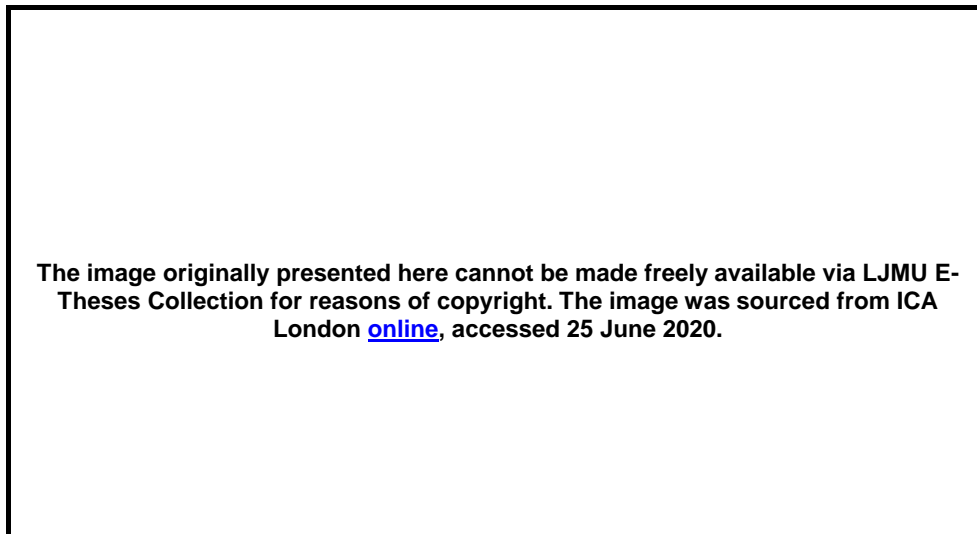 The image originally presented here cannot be made freely available via LJMU E-
Theses Collection for reasons of copyright. The image was sourced from ICA
London online, accessed 25 June 2020.